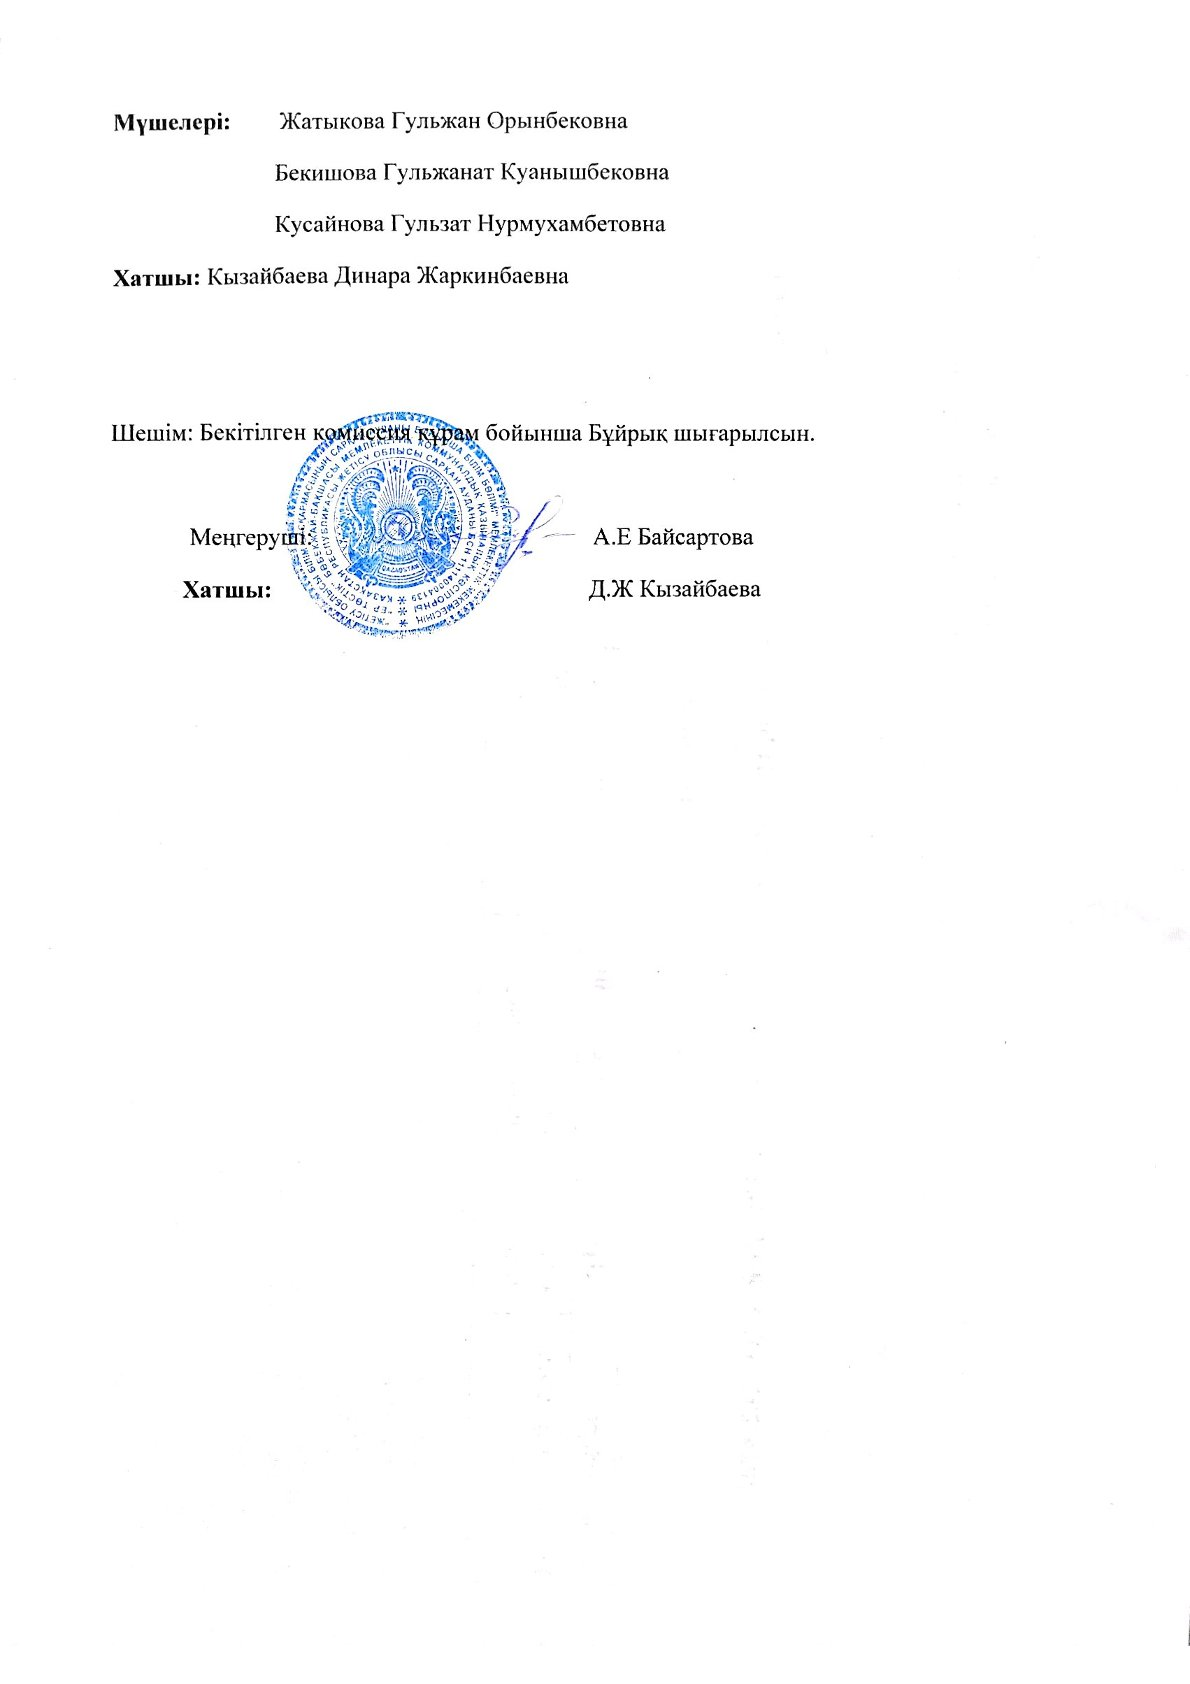 Мүшелері: Жатыкова Гульжан Орынбековна
Бекишова Гульжанат Куанышбековна
Кусайнова Гульзат Нурмухамбетовна
Хатшы: Кызайбаева Динара Жаркинбаевна
Шешім: Бекітілген комиссия құрам бойынша Бұйрық шығарылсын.
Меңгеруші: А.Е Байсартова
Хатшы: Д.Ж Кызайбаева